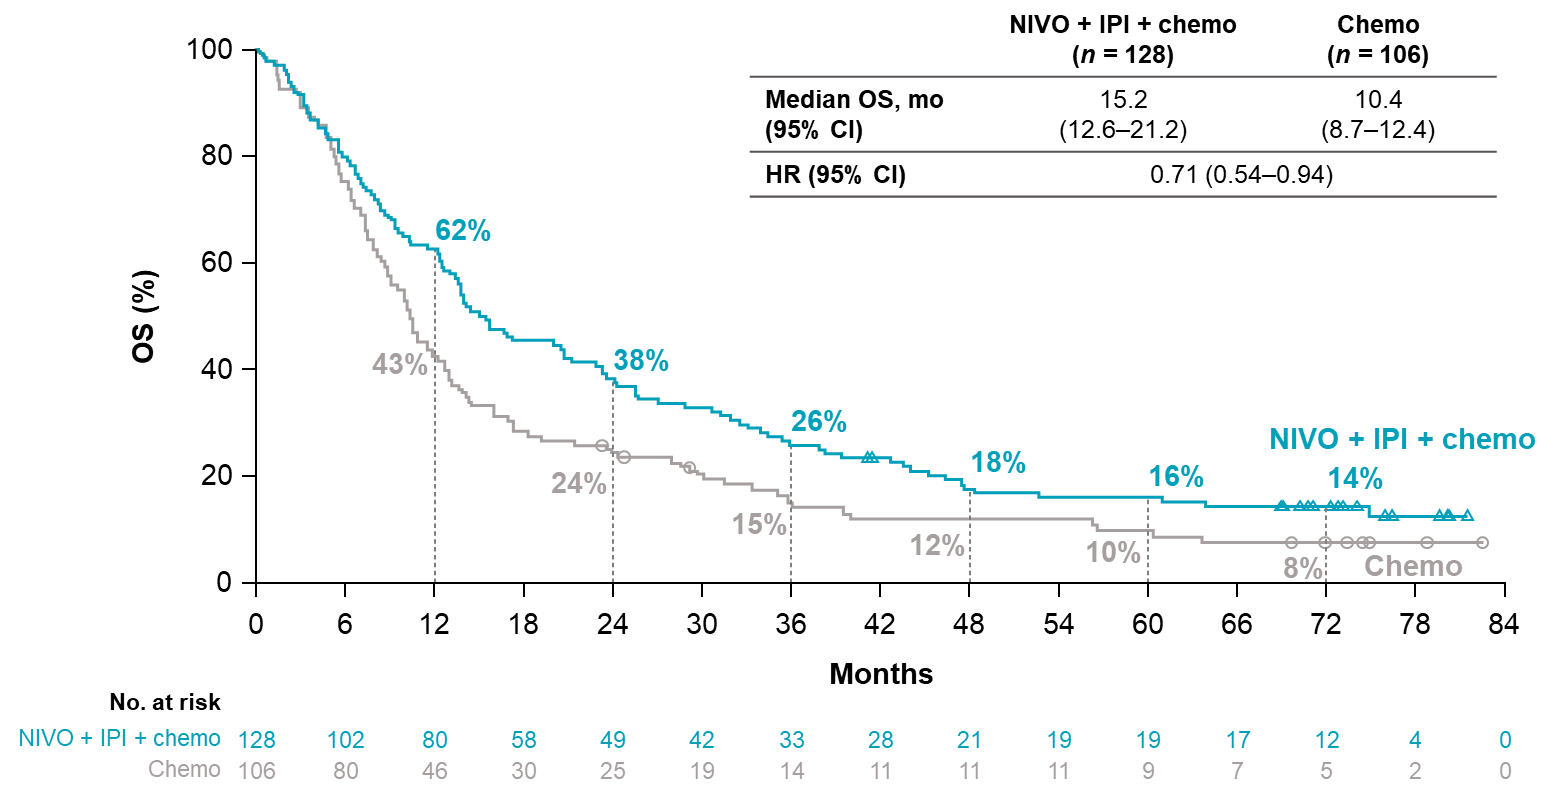 NIVO + IPI + chemo Chemo
(n = 128) (n = 106)
Median OS, mo 15.2 10.4
(95% CI) (12.6–21.2) (8.7–12.4)
HR (95% CI) 0.71 (0.54–0.94)
OS (%)
100
80
60
40
20
0
62%
43%
38%
24%
26%
15%
18%
12%
16%
10%
14%
8%
NIVO + IPI + chemo
Chemo
0 6 12 18 24 30 36 42 48 54 60 66 72 78 84
Months
No. at risk
NIVO + IPI + chemo 128 102 80 58 49 42 33 28 21 19 19 17 12 4 0
Chemo 106 80 46 30 25 19 14 11 11 11 9 7 5 2 0